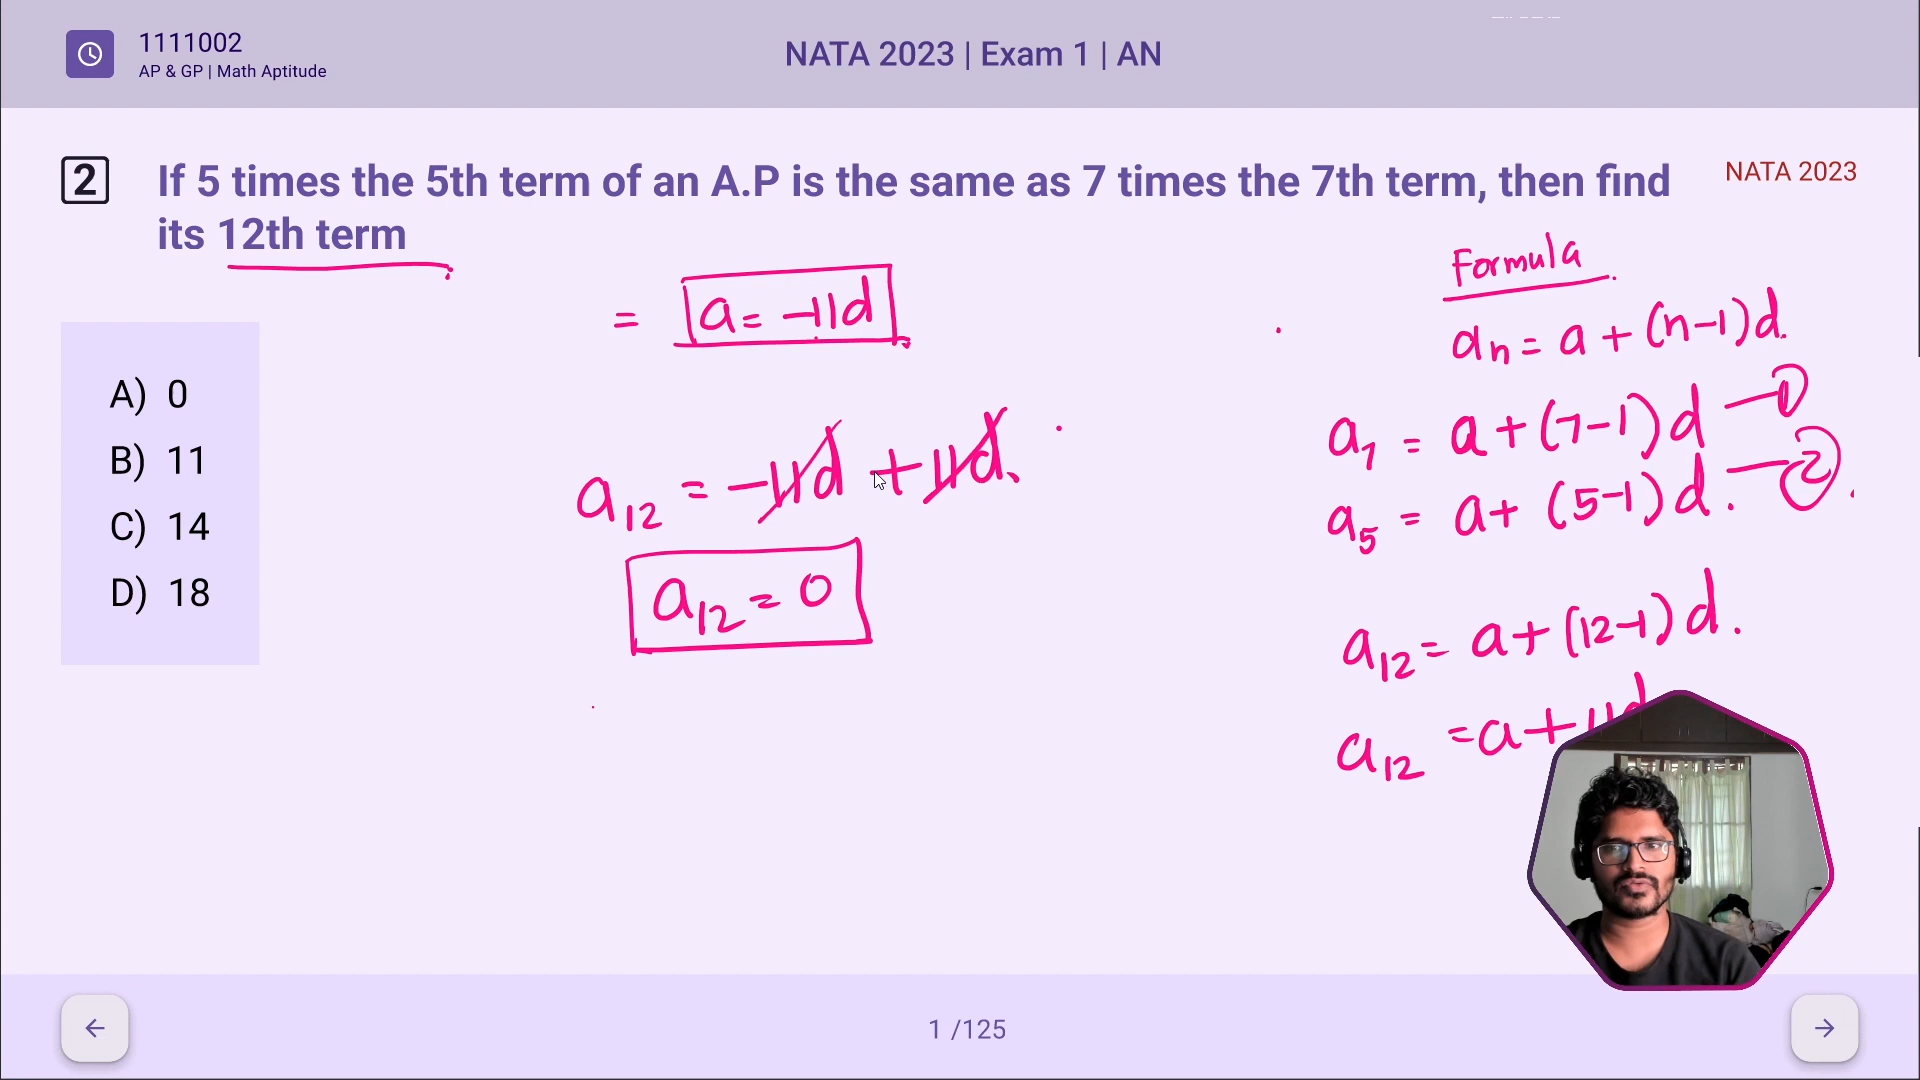 1111002
AP & GP | Math Aptitude
NATA 2023 | Exam 1 | AN
2
If 5 times the 5th term of an A.P is the same as 7 times the 7th term, then find
its 12th term
NATA 2023
A) 0
B) 11
C) 14
D) 18
= a = -11d
a12 = -11d + 11d.
a12 = 0
Formula
an = a + (n-1)d.
a7 = a + (7-1)d — 1
a5 = a + (5-1)d. — 2
a12 = a + (12-1)d.
a12 = a + 11d
1 /125